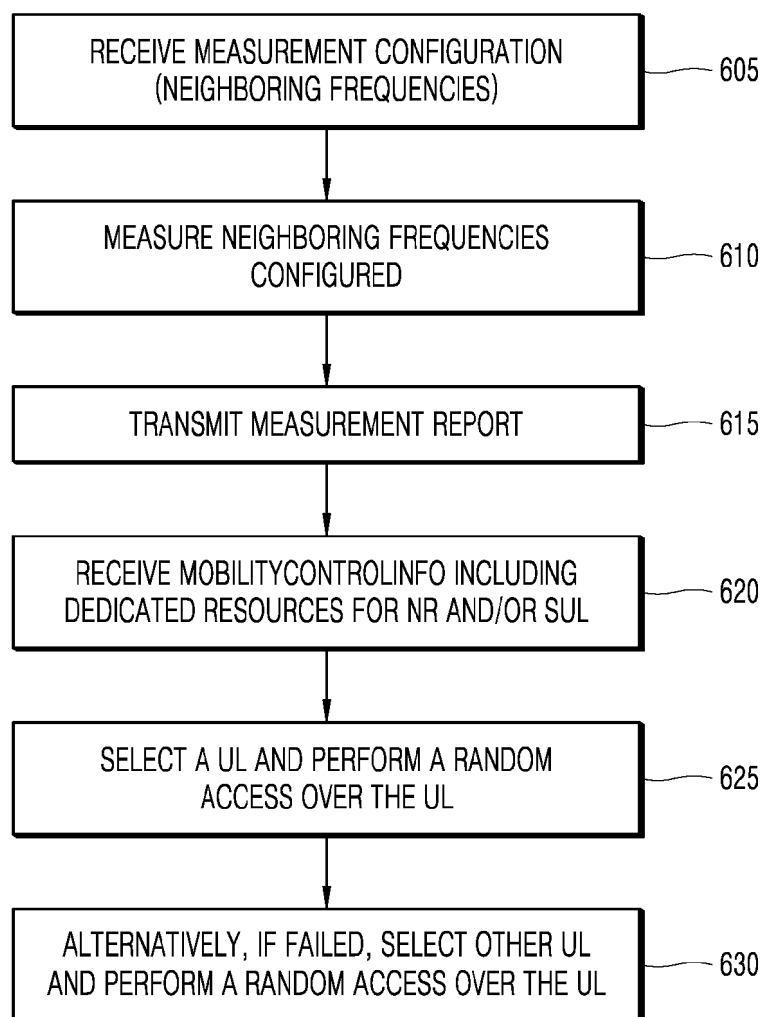 RECEIVE MEASUREMENT CONFIGURATION
(NEIGHBORING FREQUENCIES)
605
MEASURE NEIGHBORING FREQUENCIES
CONFIGURED
610
TRANSMIT MEASUREMENT REPORT
615
RECEIVE MOBILITYCONTROLINFO INCLUDING
DEDICATED RESOURCES FOR NR AND/OR SUL
620
SELECT A UL AND PERFORM A RANDOM
ACCESS OVER THE UL
625
ALTERNATIVELY, IF FAILED, SELECT OTHER UL
AND PERFORM A RANDOM ACCESS OVER THE UL
630